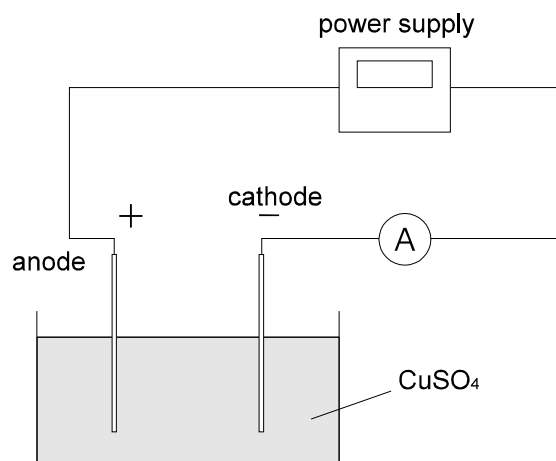 power supply
+
cathode
−
A
anode
CuSO₄